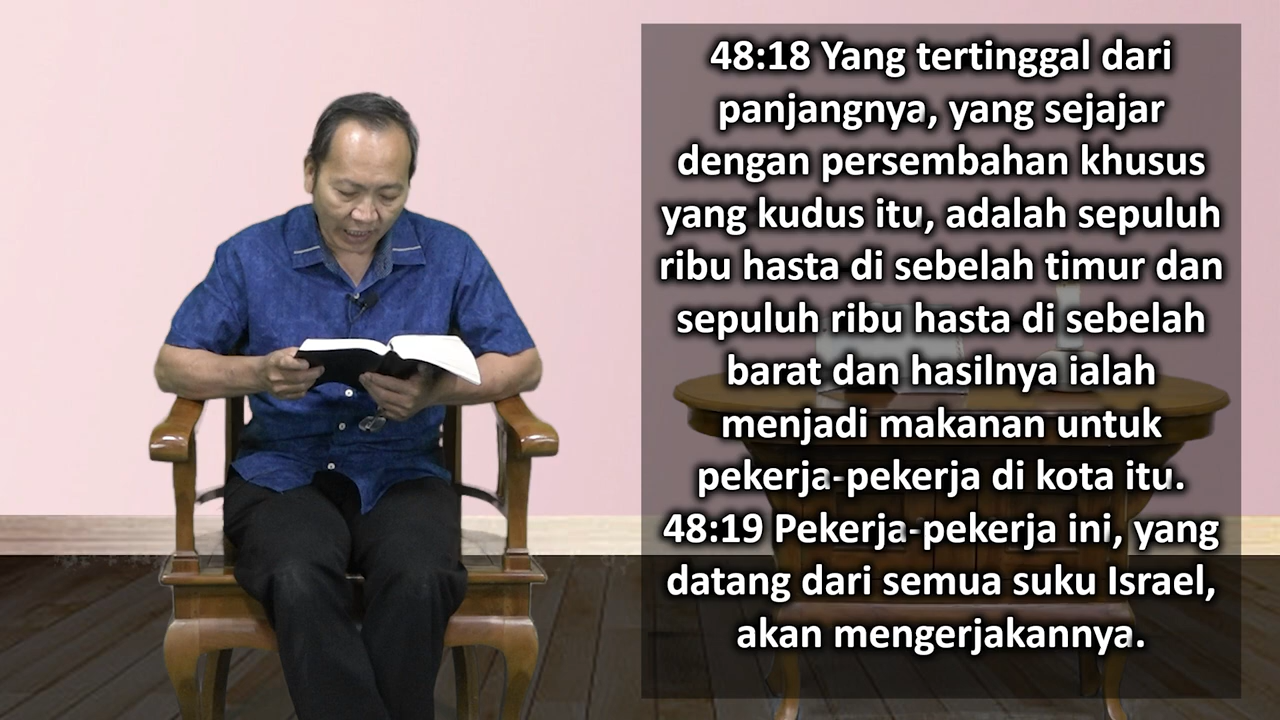 48:18 Yang tertinggal dari
panjangnya, yang sejajar
dengan persembahan khusus
yang kudus itu, adalah sepuluh
ribu hasta di sebelah timur dan
sepuluh ribu hasta di sebelah
barat dan hasilnya ialah
menjadi makanan untuk
pekerja-pekerja di kota itu.
48:19 Pekerja-pekerja ini, yang
datang dari semua suku Israel,
akan mengerjakannya.